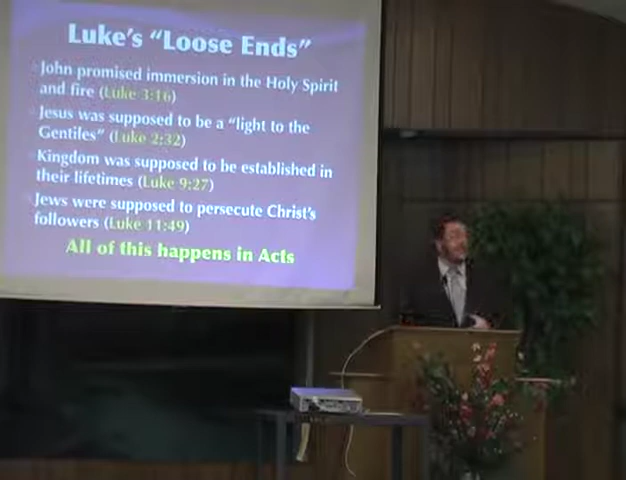 Luke's "Loose Ends"
John promised immersion in the Holy Spirit
and fire (Luke 3:16)
Jesus was supposed to be a "light to the
Gentiles" (Luke 2:32)
Kingdom was supposed to be established in
their lifetimes (Luke 9:27)
Jews were supposed to persecute Christ's
followers (Luke 11:49)
All of this happens in Acts